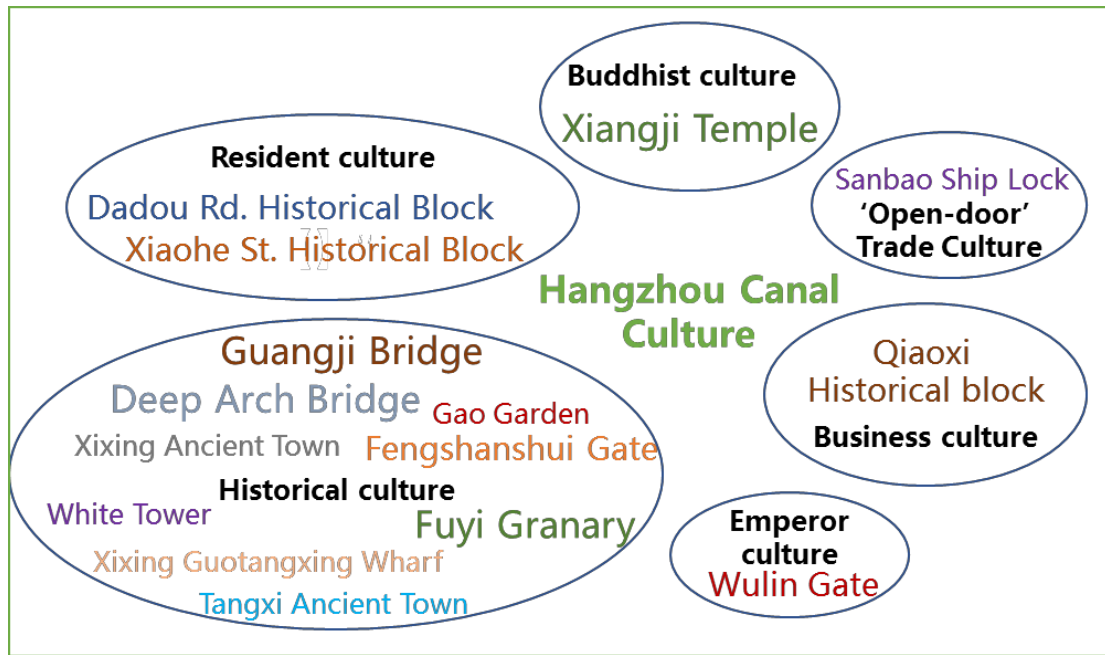 Buddhist culture
Xiangji Temple
Resident culture
Dadou Rd. Historical Block
Xiaohe St. Historical Block
Sanbao Ship Lock
‘Open-door’
Trade Culture
Hangzhou Canal
Culture
Guangji Bridge
Deep Arch Bridge
Gao Garden
Xixing Ancient Town
Fengshanshui Gate
Historical culture
White Tower
Fuyi Granary
Xixing Guotangxing Wharf
Tangxi Ancient Town
Qiaoxi
Historical block
Business culture
Emperor
culture
Wulin Gate